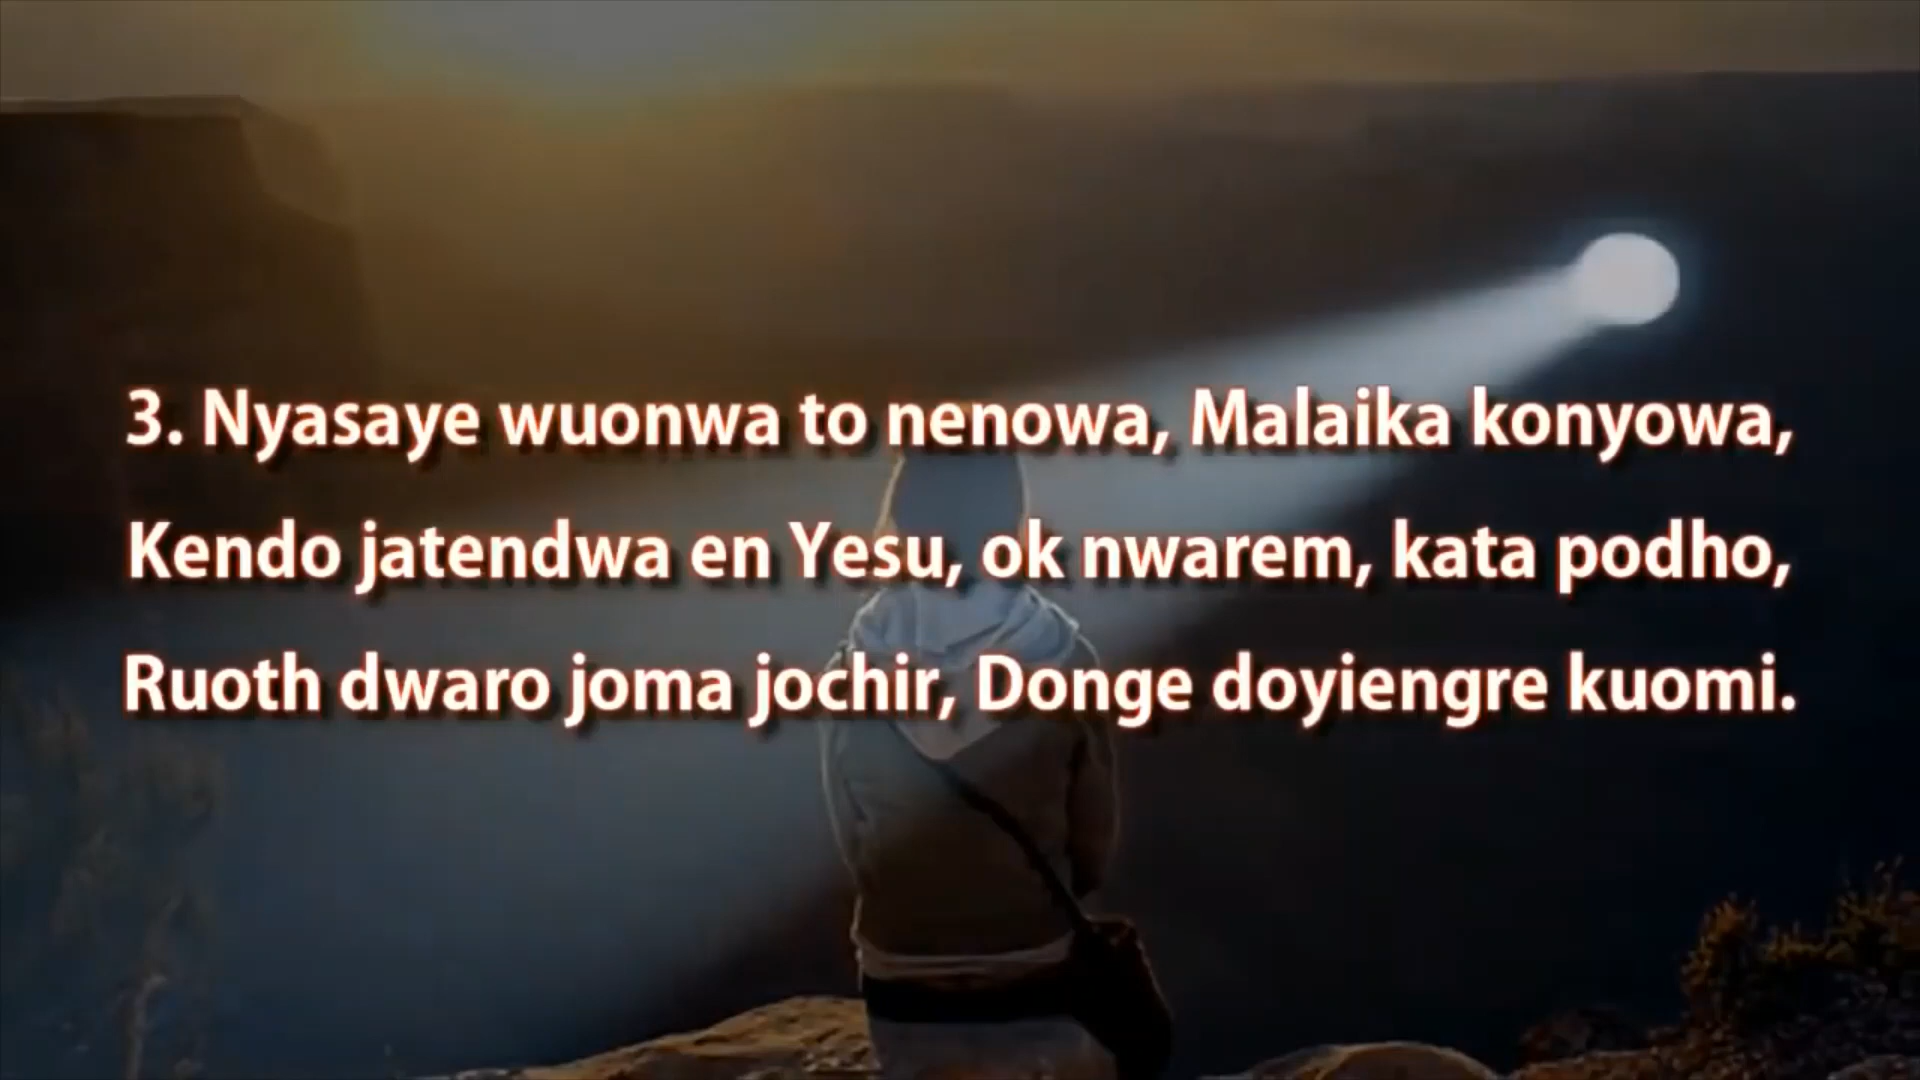 3. Nyasaye wuonwa to nenowa, Malaika konyowa,
Kendo jatendwa en Yesu, ok nwarem, kata podho,
Ruoth dwaro joma jochir, Donge doyiengre kuomi.